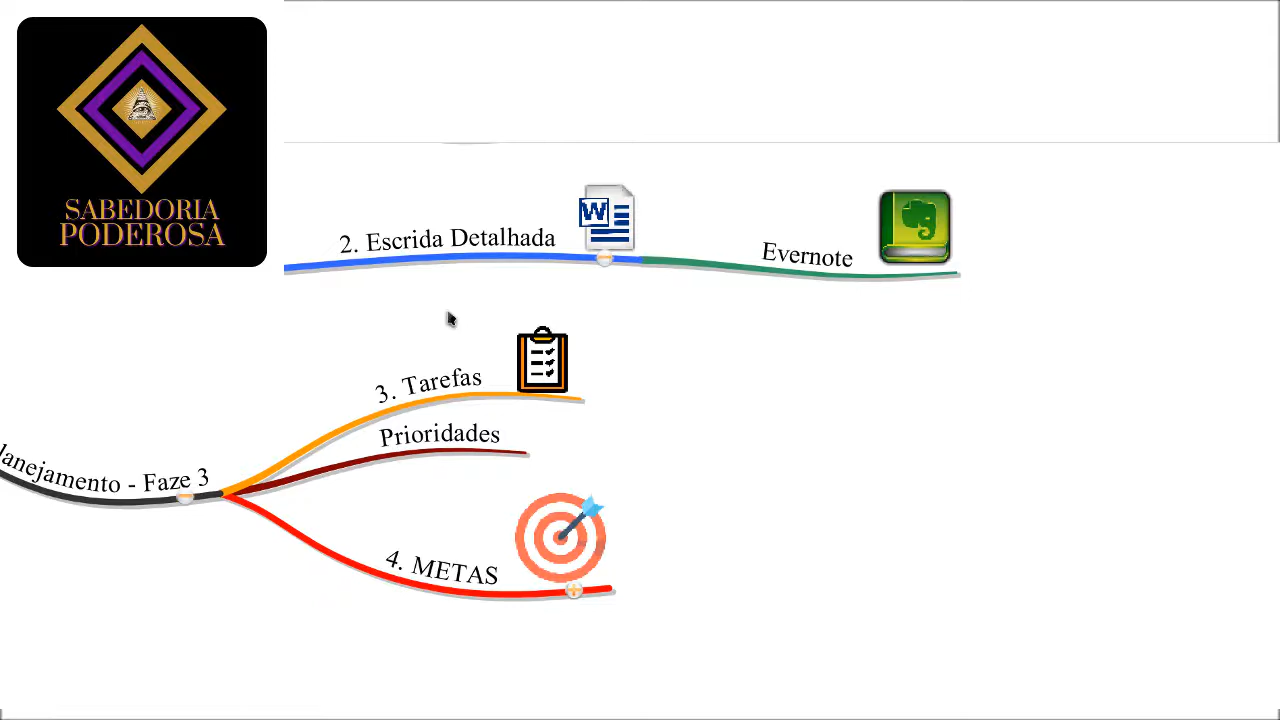 SABEDORIA
PODEROSA
2. Escrida Detalhada
W
Evernote
3. Tarefas
Prioridades
lanejamento - Faze 3
4. METAS